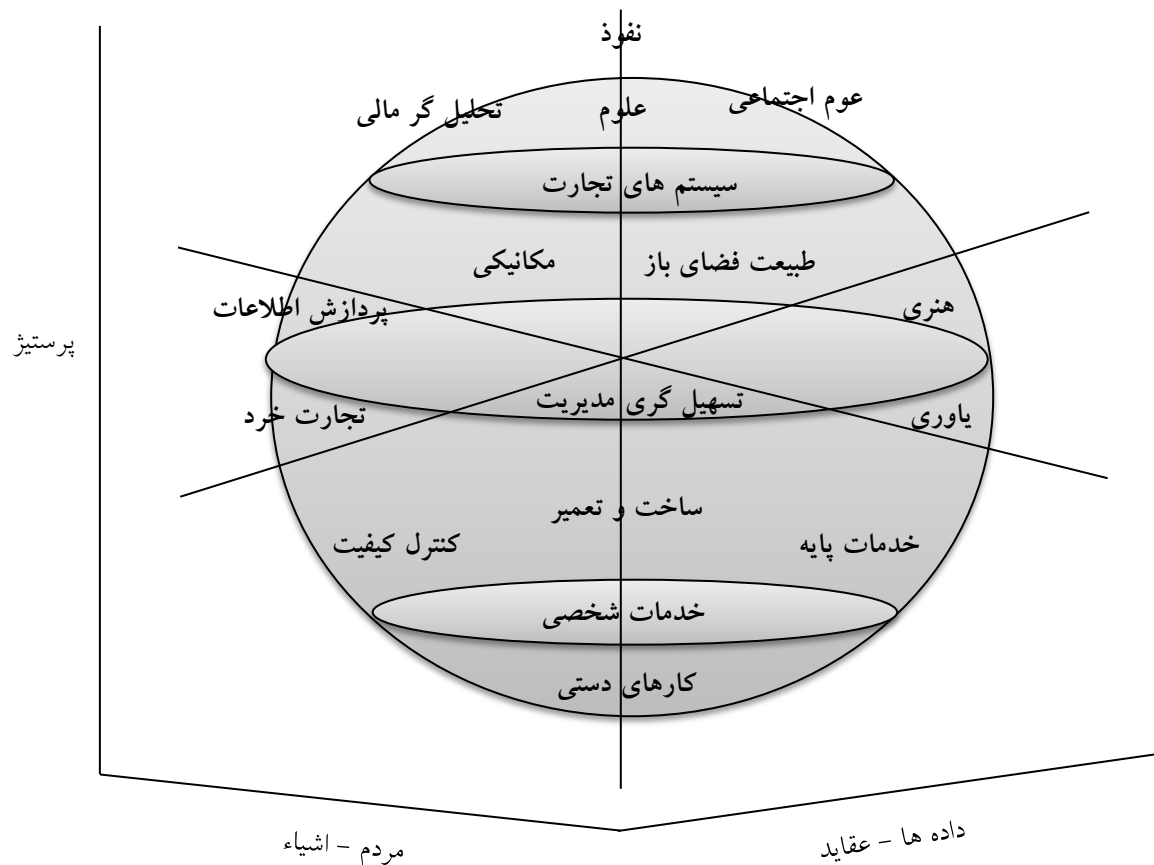 نفوذ
عوم اجتماعی
علوم
تحلیل گر مالی
سیستم های تجارت
طبیعت فضای باز
مکانیکی
هنری
پردازش اطلاعات
پرستیژ
تسهیل گری مدیریت
یاوری
تجارت خرد
ساخت و تعمیر
خدمات پایه
کنترل کیفیت
خدمات شخصی
کارهای دستی
داده ها – عقاید
مردم – اشیاء